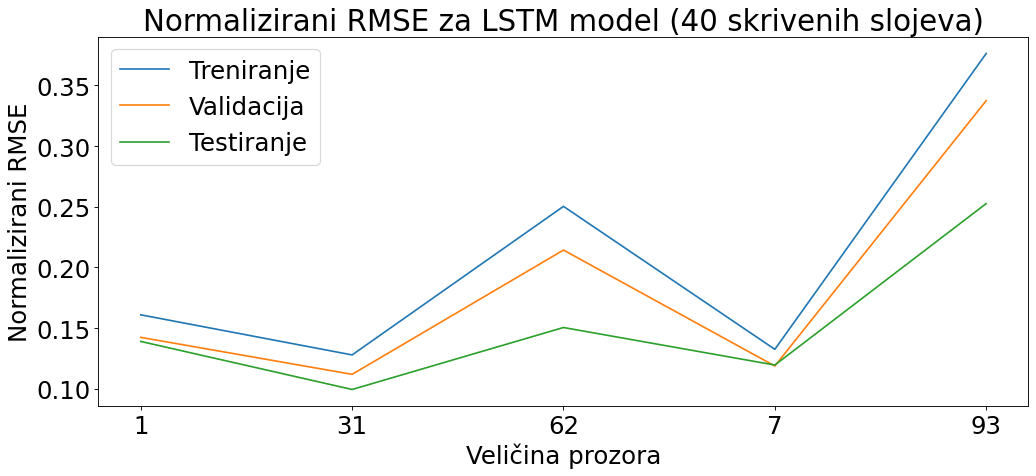 Normalizirani RMSE za LSTM model (40 skrivenih slojeva)
Treniranje
Validacija
Testiranje
Normalizirani RMSE
0.35
0.30
0.25
0.20
0.15
0.10
1 31 62 7 93
Veličina prozora